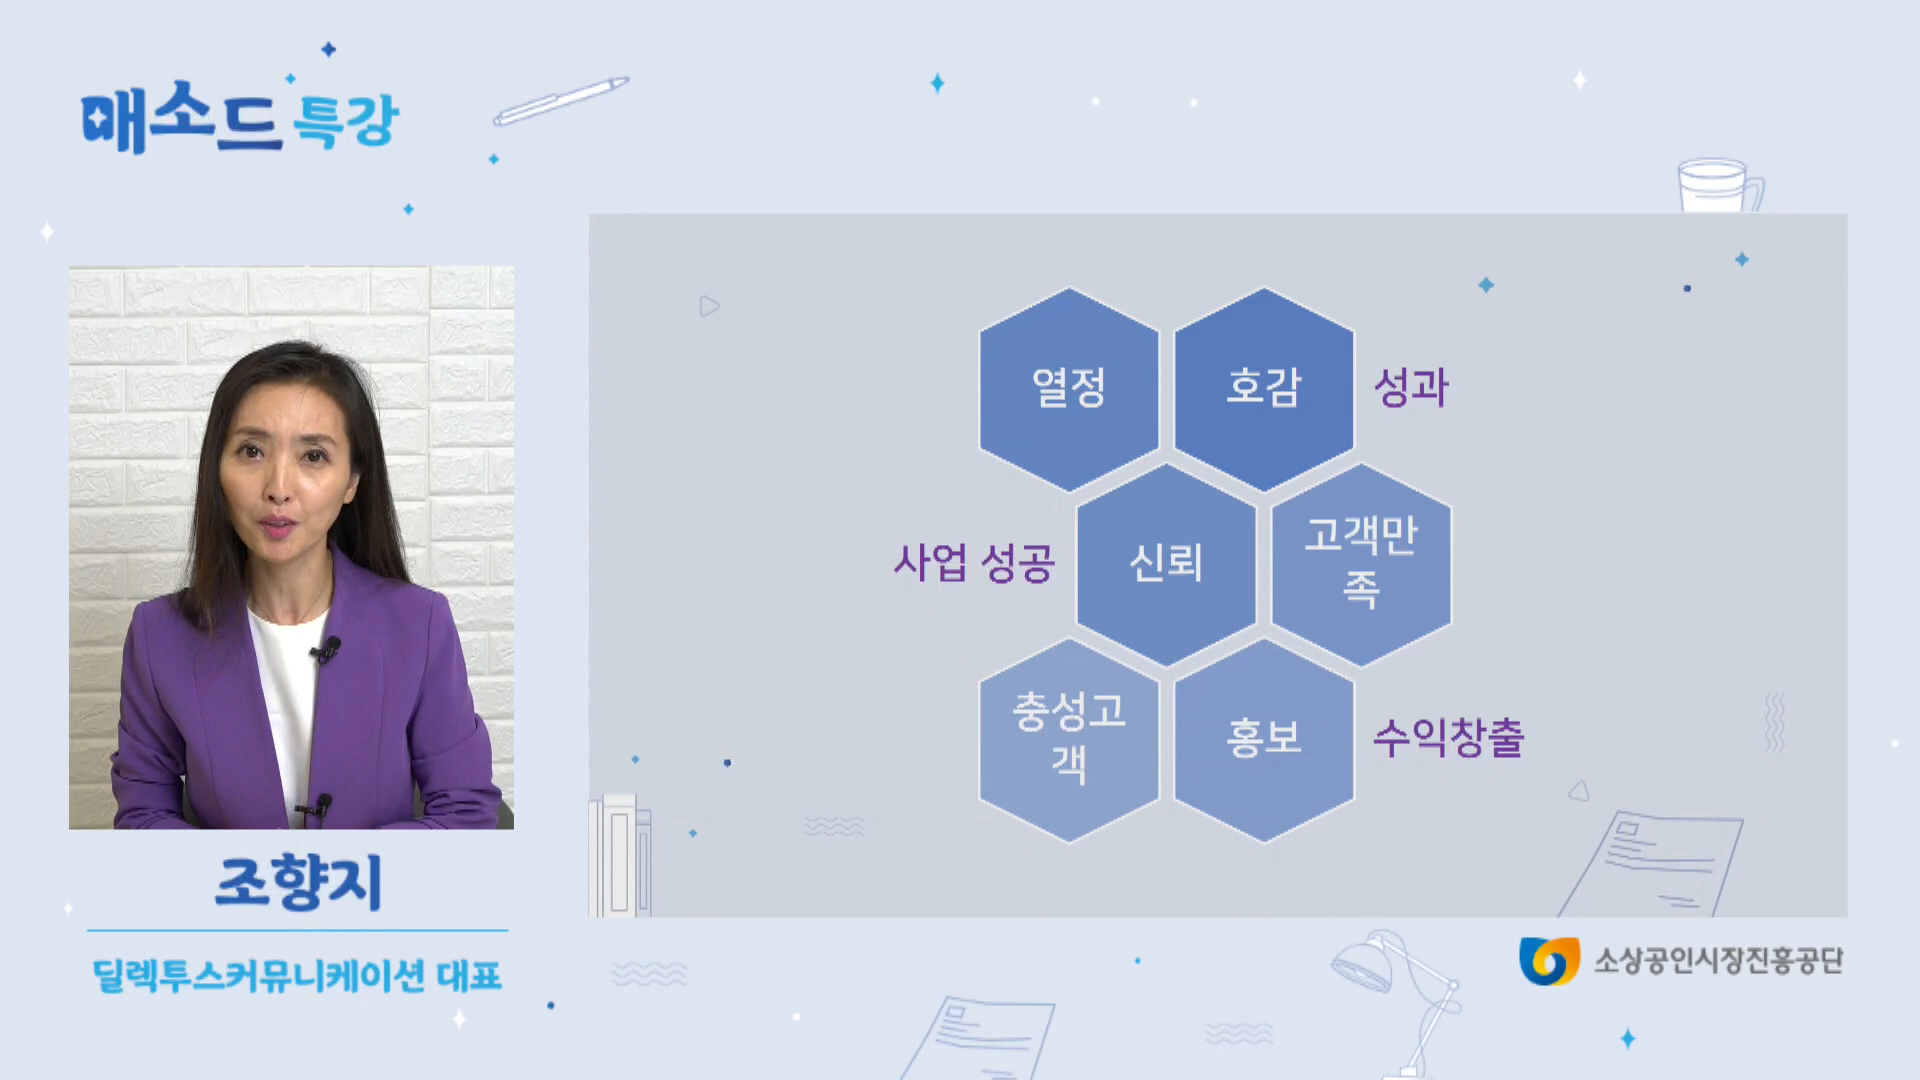 매소드 특강
열정
호감
성과
사업 성공
신뢰
고객만
족
충성고
객
홍보
수익창출
조향지
딜렉투스커뮤니케이션 대표
소상공인시장진흥공단